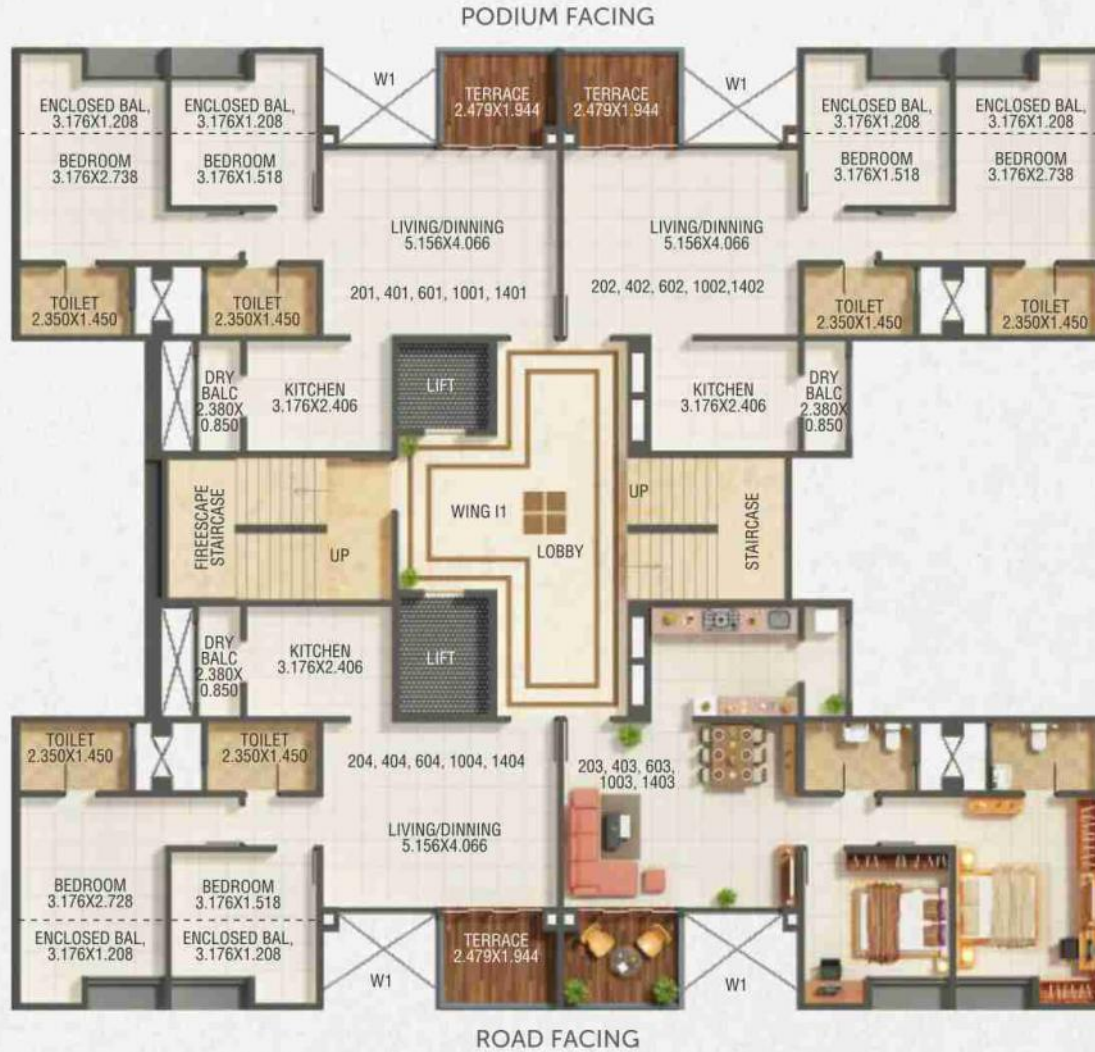 PODIUM FACING
W1
TERRACE
2.479X1.944
TERRACE
2.479X1.944
W1
ENCLOSED BAL,
3.176X1.208
ENCLOSED BAL,
3.176X1.208
ENCLOSED BAL,
3.176X1.208
ENCLOSED BAL,
3.176X1.208
BEDROOM
3.176X2.738
BEDROOM
3.176X1.518
BEDROOM
3.176X1.518
BEDROOM
3.176X2.738
LIVING/DINNING
5.156X4.066
LIVING/DINNING
5.156X4.066
201, 401, 601, 1001, 1401
202, 402, 602, 1002,1402
TOILET
2.350X1.450
TOILET
2.350X1.450
TOILET
2.350X1.450
TOILET
2.350X1.450
DRY
BALC
2.380X
0.850
KITCHEN
3.176X2.406
LIFT
KITCHEN
3.176X2.406
DRY
BALC
2.380X
0.850
FIREESCAPE
STAIRCASE
UP
WING I1
LOBBY
UP
STAIRCASE
DRY
BALC
2.380X
0.850
KITCHEN
3.176X2.406
LIFT
TOILET
2.350X1.450
TOILET
2.350X1.450
204, 404, 604, 1004, 1404
203, 403, 603,
1003, 1403
LIVING/DINNING
5.156X4.066
BEDROOM
3.176X2.728
BEDROOM
3.176X1.518
ENCLOSED BAL,
3.176X1.208
ENCLOSED BAL,
3.176X1.208
W1
TERRACE
2.479X1.944
W1
ROAD FACING